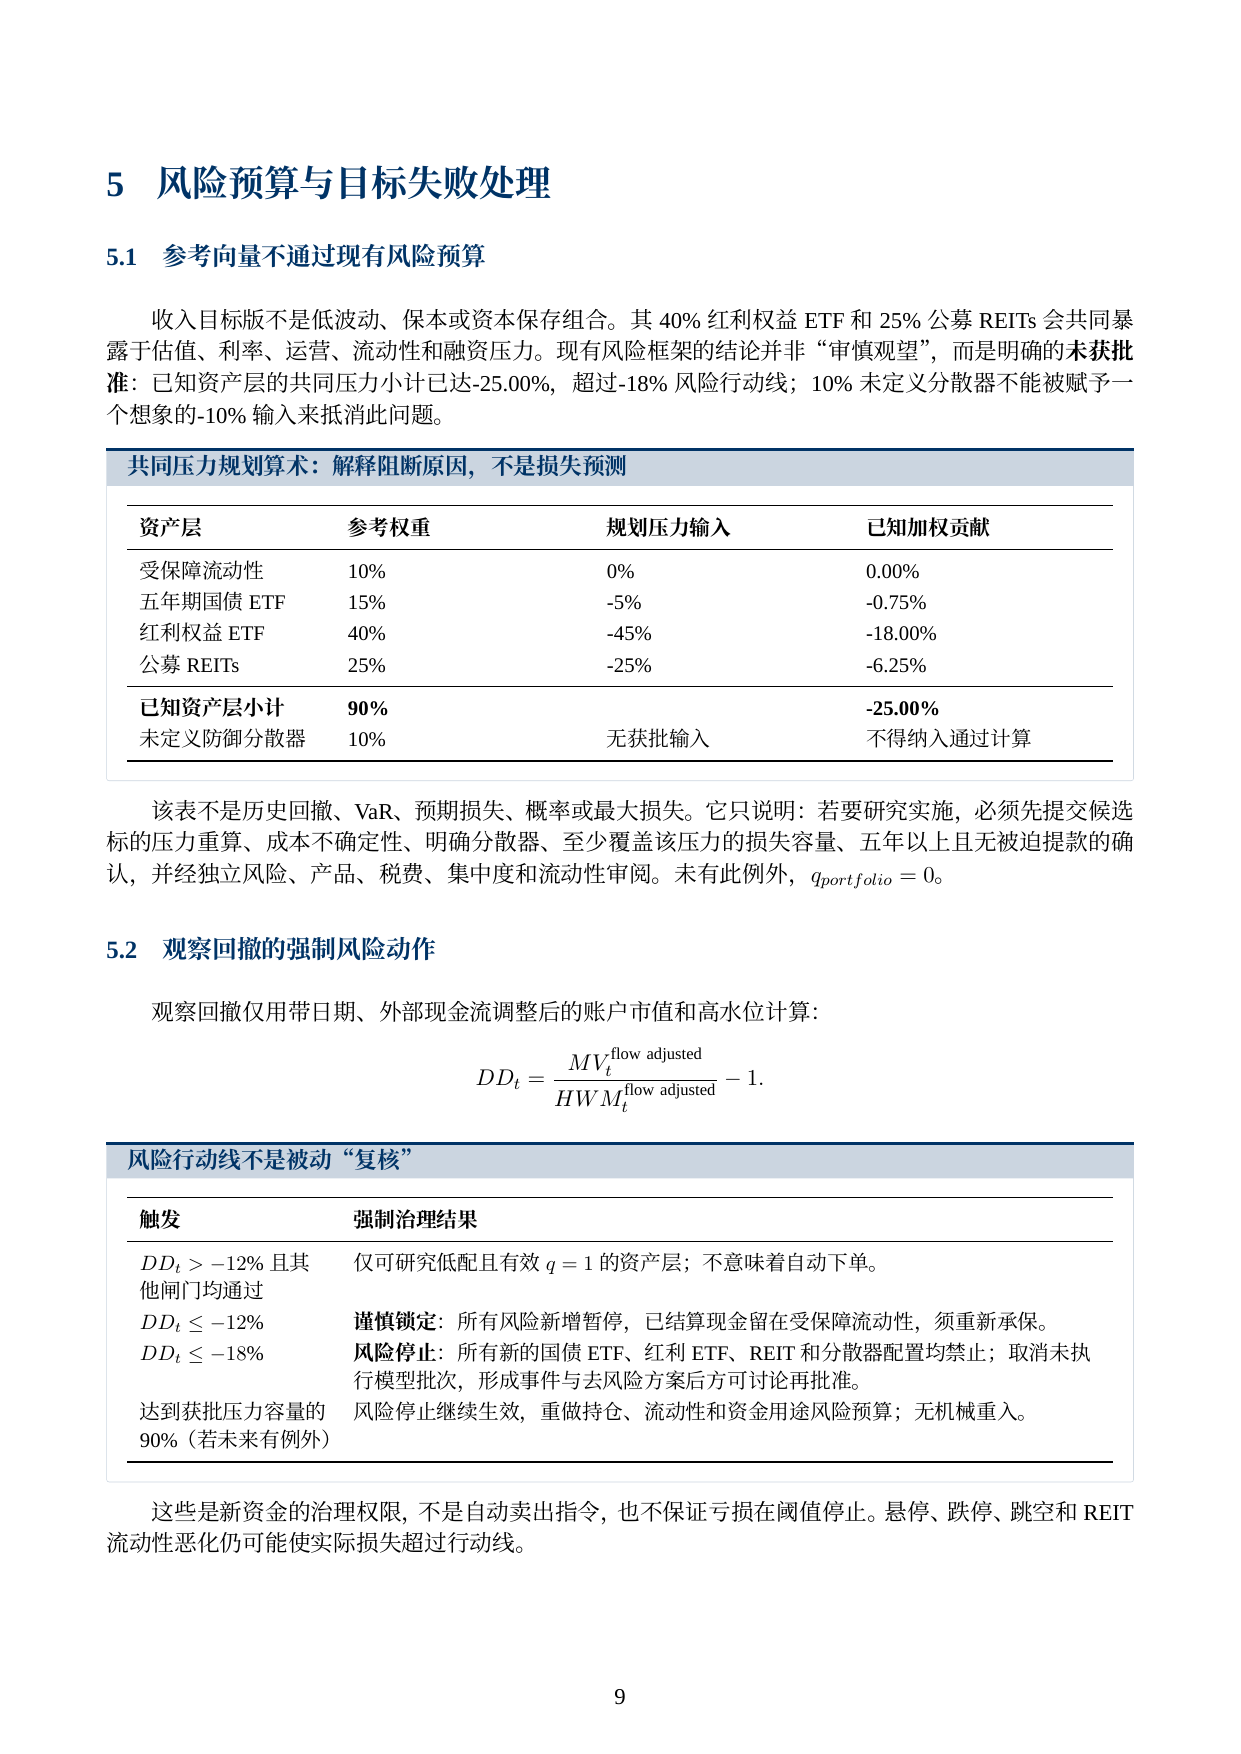 5 风险预算与目标失败处理
5.1 参考向量不通过现有风险预算
收入目标版不是低波动、保本或资本保存组合。其 40% 红利权益 ETF 和 25% 公募 REITs 会共同暴
露于估值、利率、运营、流动性和融资压力。现有风险框架的结论并非“审慎观望”，而是明确的未获批
准：已知资产层的共同压力小计已达-25.00%，超过-18% 风险行动线；10% 未定义分散器不能被赋予一
个想象的-10% 输入来抵消此问题。
共同压力规划算术：解释阻断原因，不是损失预测
资产层 参考权重 规划压力输入 已知加权贡献
受保障流动性 10% 0% 0.00%
五年期国债 ETF 15% -5% -0.75%
红利权益 ETF 40% -45% -18.00%
公募 REITs 25% -25% -6.25%
已知资产层小计 90% -25.00%
未定义防御分散器 10% 无获批输入 不得纳入通过计算
该表不是历史回撤、VaR、预期损失、概率或最大损失。它只说明：若要研究实施，必须先提交候选
标的压力重算、成本不确定性、明确分散器、至少覆盖该压力的损失容量、五年以上且无被迫提款的确
认，并经独立风险、产品、税费、集中度和流动性审阅。未有此例外，$q_{portfolio} = 0$。
5.2 观察回撤的强制风险动作
观察回撤仅用带日期、外部现金流调整后的账户市值和高水位计算：
$DD_t = \frac{MV_t^{\text{flow adjusted}}}{HWM_t^{\text{flow adjusted}}} - 1.$
风险行动线不是被动“复核”
触发 强制治理结果
$DD_t > -12\%$ 且其 仅可研究低配且有效 $q = 1$ 的资产层；不意味着自动下单。
他闸门均通过
$DD_t \leq -12\%$ 谨慎锁定：所有风险新增暂停，已结算现金留在受保障流动性，须重新承保。
$DD_t \leq -18\%$ 风险停止：所有新的国债 ETF、红利 ETF、REIT 和分散器配置均禁止；取消未执
行模型批次，形成事件与去风险方案后方可讨论再批准。
达到获批压力容量的 风险停止继续生效，重做持仓、流动性和资金用途风险预算；无机械重入。
90%（若未来有例外）
这些是新资金的治理权限，不是自动卖出指令，也不保证亏损在阈值停止。悬停、跌停、跳空和 REIT
流动性恶化仍可能使实际损失超过行动线。
9